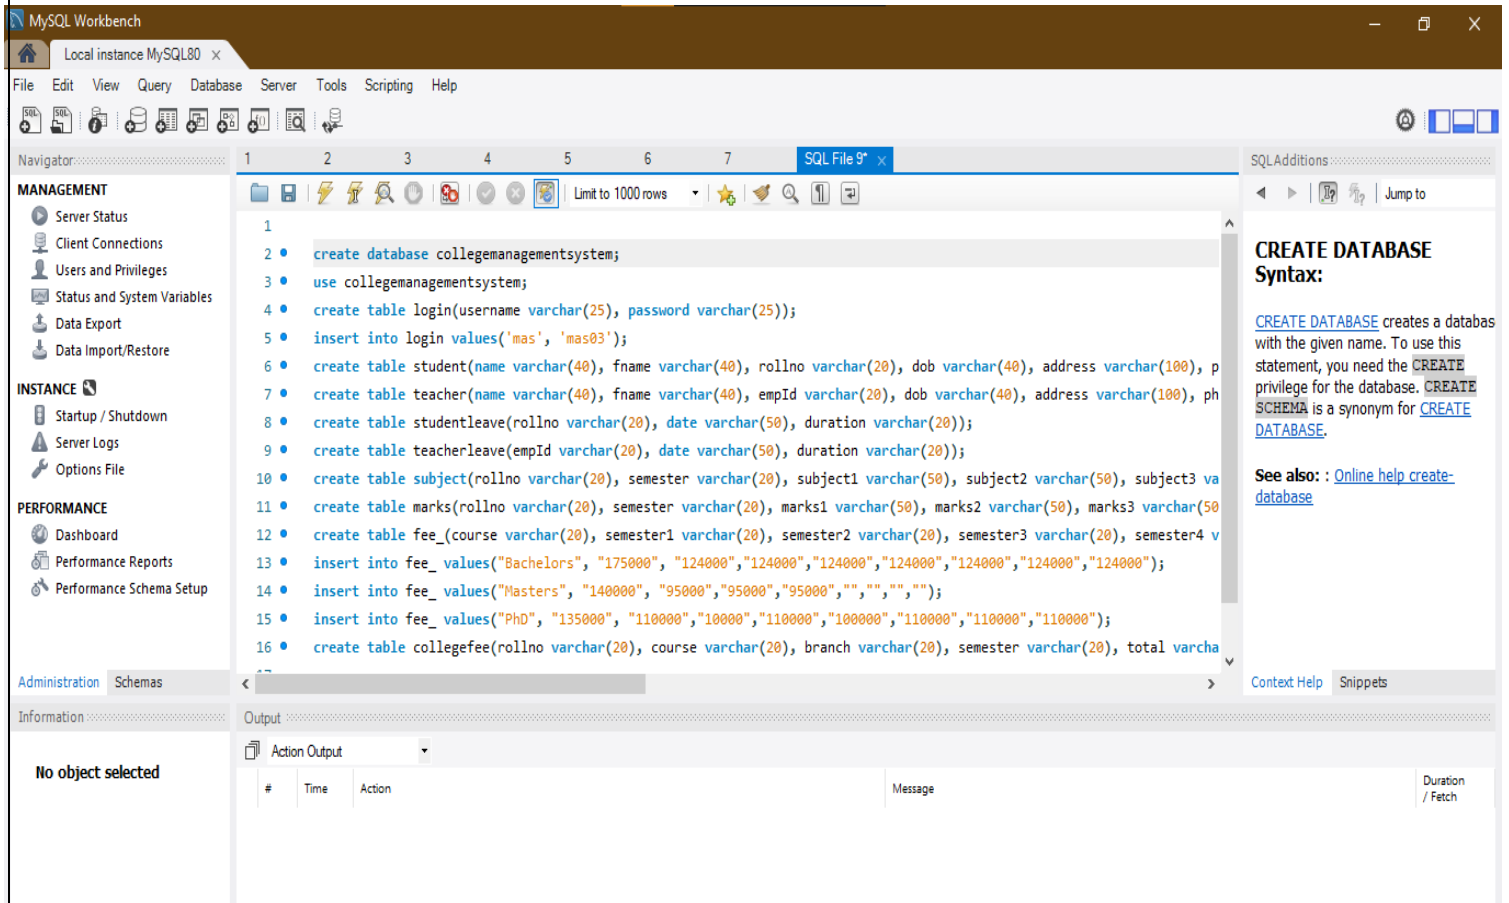 MySQL Workbench
Local instance MySQL80
File Edit View Query Database Server Tools Scripting Help
Navigator
MANAGEMENT
Server Status
Client Connections
Users and Privileges
Status and System Variables
Data Export
Data Import/Restore
INSTANCE
Startup / Shutdown
Server Logs
Options File
PERFORMANCE
Dashboard
Performance Reports
Performance Schema Setup
Administration Schemas
Information
No object selected
1 2 3 4 5 6 7 SQL File 9*
Limit to 1000 rows
1
2 create database collegemanagementsystem;
3 use collegemanagementsystem;
4 create table login(username varchar(25), password varchar(25));
5 insert into login values('mas', 'mas03');
6 create table student(name varchar(40), fname varchar(40), rollno varchar(20), dob varchar(40), address varchar(100), p
7 create table teacher(name varchar(40), fname varchar(40), empId varchar(20), dob varchar(40), address varchar(100), ph
8 create table studentleave(rollno varchar(20), date varchar(50), duration varchar(20));
9 create table teacherleave(empId varchar(20), date varchar(50), duration varchar(20));
10 create table subject(rollno varchar(20), semester varchar(20), subject1 varchar(50), subject2 varchar(50), subject3 va
11 create table marks(rollno varchar(20), semester varchar(20), marks1 varchar(50), marks2 varchar(50), marks3 varchar(50
12 create table fee_(course varchar(20), semester1 varchar(20), semester2 varchar(20), semester3 varchar(20), semester4 v
13 insert into fee_ values("Bachelors", "175000", "124000","124000","124000","124000","124000","124000","124000");
14 insert into fee_ values("Masters", "140000", "95000","95000","95000","","","","");
15 insert into fee_ values("PhD", "135000", "110000","10000","110000","100000","110000","110000","110000");
16 create table collegefee(rollno varchar(20), course varchar(20), branch varchar(20), semester varchar(20), total varcha
SQLAdditions
Jump to
CREATE DATABASE
Syntax:
CREATE DATABASE creates a databas
with the given name. To use this
statement, you need the CREATE
privilege for the database. CREATE
SCHEMA is a synonym for CREATE
DATABASE.
See also: : Online help create-
database
Context Help Snippets
Output
Action Output
# Time Action Message Duration
/ Fetch